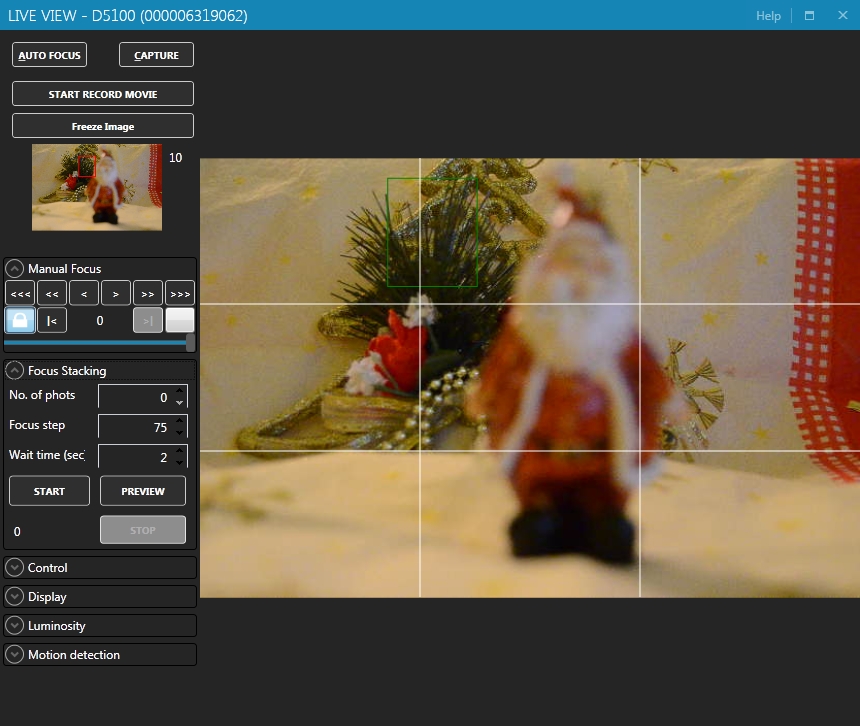 LIVE VIEW - D5100 (000006319062)
Help
AUTO FOCUS
CAPTURE
START RECORD MOVIE
Freeze Image
10
Manual Focus
<<< << < > >> >>>
|< 0 >|
Focus Stacking
No. of phots 0
Focus step 75
Wait time (sec 2
START PREVIEW
0 STOP
Control
Display
Luminosity
Motion detection